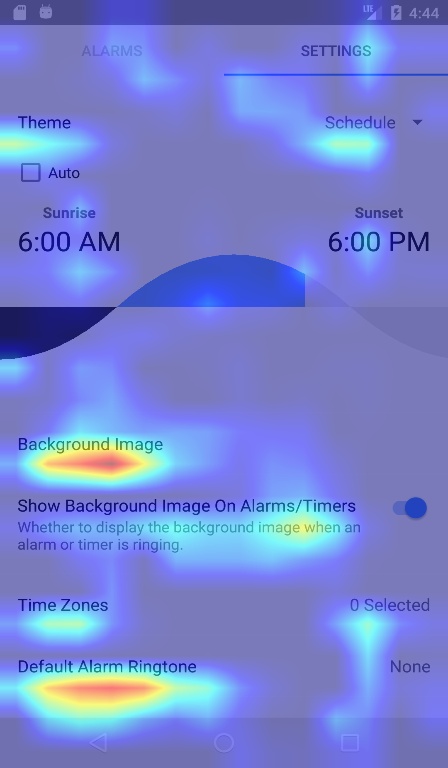 LTE 4:44
ALARMS SETTINGS
Theme Schedule
Auto
Sunrise Sunset
6:00 AM 6:00 PM
Background Image
Show Background Image On Alarms/Timers
Whether to display the background image when an
alarm or timer is ringing.
Time Zones 0 Selected
Default Alarm Ringtone None